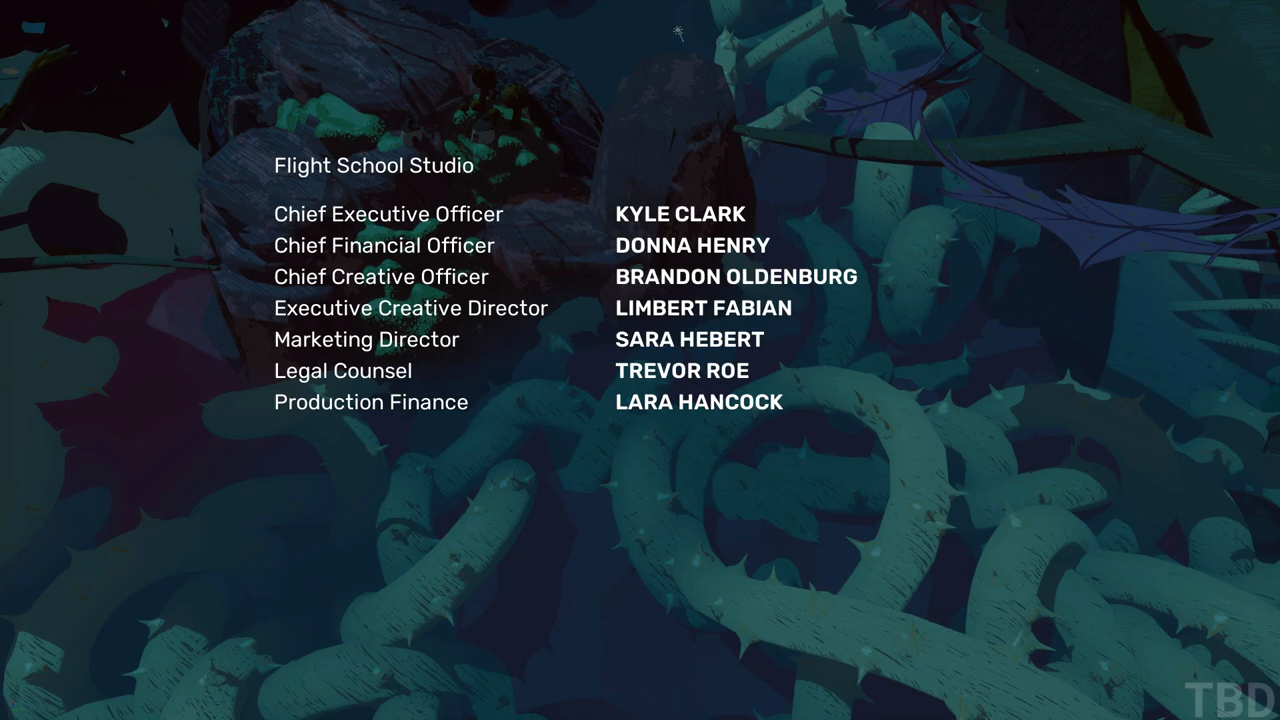 Flight School Studio
Chief Executive Officer KYLE CLARK
Chief Financial Officer DONNA HENRY
Chief Creative Officer BRANDON OLDENBURG
Executive Creative Director LIMBERT FABIAN
Marketing Director SARA HEBERT
Legal Counsel TREVOR ROE
Production Finance LARA HANCOCK
TBD